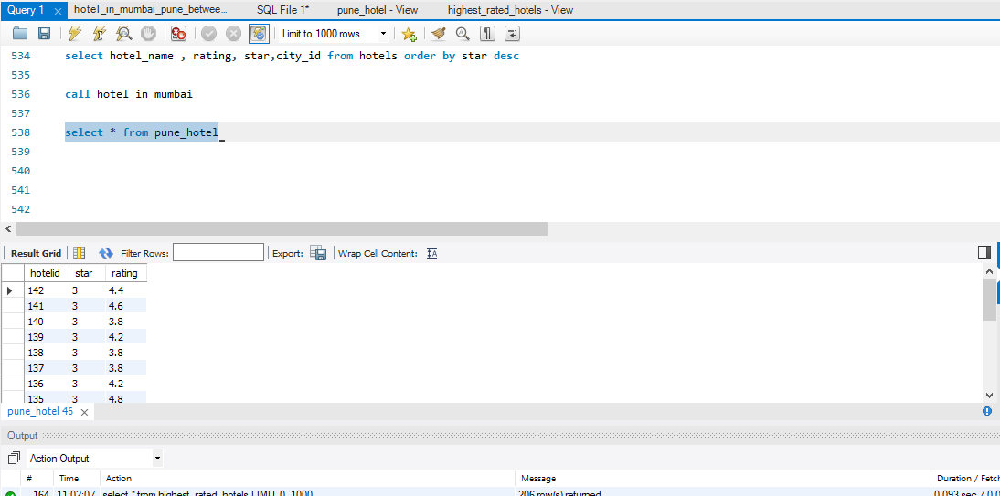 Query 1 hotel_in_mumbai_pune_betwee... SQL File 1* pune_hotel - View highest_rated_hotels - View
Limit to 1000 rows
534 select hotel_name , rating, star,city_id from hotels order by star desc
535
536 call hotel_in_mumbai
537
538 select * from pune_hotel
539
540
541
542
Result Grid Filter Rows: Export: Wrap Cell Content:
hotelid star rating
142 3 4.4
141 3 4.6
140 3 3.8
139 3 4.2
138 3 3.8
137 3 3.8
136 3 4.2
135 3 4.8
pune_hotel 46
Output
Action Output
# Time Action Message Duration / Fetch
164 11:02:07 select * from highest_rated_hotels LIMIT 0, 1000 206 row(s) returned 0.093 sec / 0.0